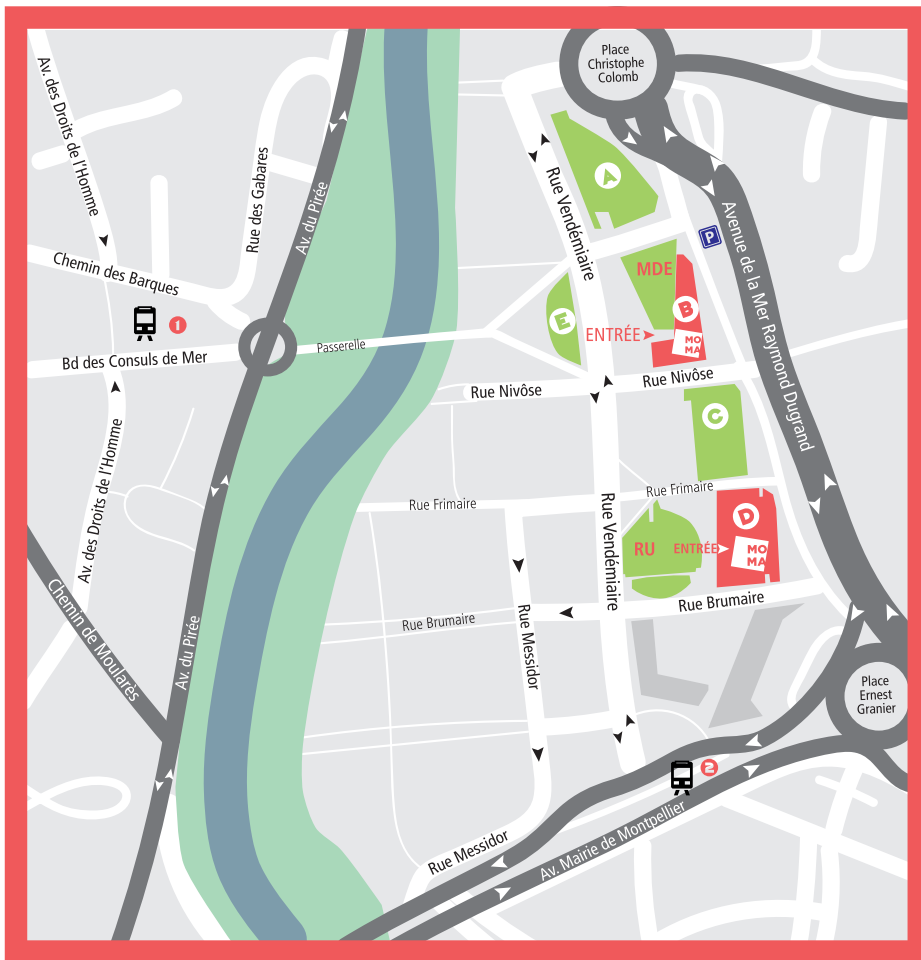 Place
Christophe
Colomb
Av. des Droits de l'Homme
Rue des Gabares
Av. du Pirée
Rue Vendémiaire
A
P
Avenue de la Mer Raymond Dugrand
Chemin des Barques
MDE
B
E
ENTRÉE
MO
MA
1
Bd des Consuls de Mer
Passerelle
Rue Nivôse
Rue Nivôse
C
Av. des Droits de l'Homme
Rue Frimaire
Rue Frimaire
Rue Vendémiaire
D
RU
ENTRÉE
MO
MA
Chemin de Moularès
Av. du Pirée
Rue Brumaire
Rue Brumaire
Rue Messidor
Place
Ernest
Granier
2
Rue Messidor
Av. Mairie de Montpellier